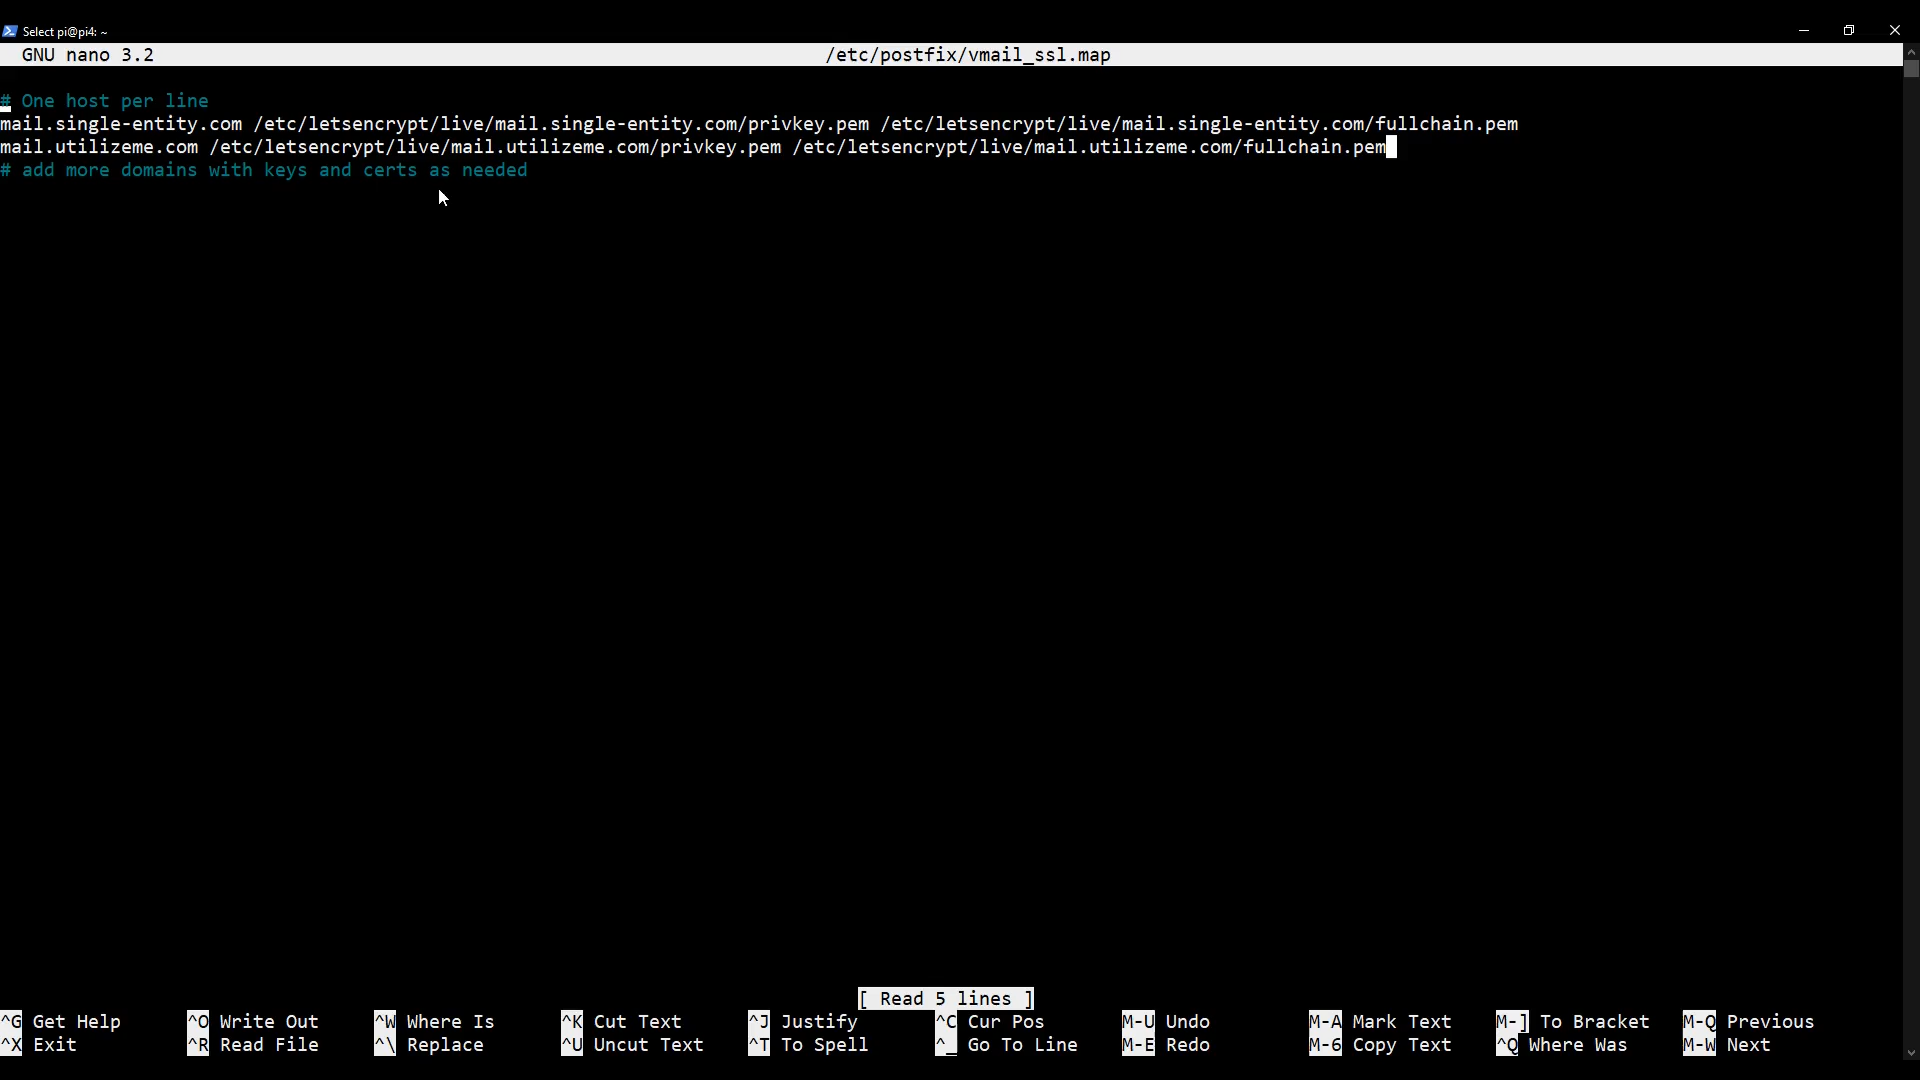 Select pi@pi4: ~
GNU nano 3.2 /etc/postfix/vmail_ssl.map
# One host per line
mail.single-entity.com /etc/letsencrypt/live/mail.single-entity.com/privkey.pem /etc/letsencrypt/live/mail.single-entity.com/fullchain.pem
mail.utilizeme.com /etc/letsencrypt/live/mail.utilizeme.com/privkey.pem /etc/letsencrypt/live/mail.utilizeme.com/fullchain.pem
# add more domains with keys and certs as needed
[ Read 5 lines ]
^G Get Help ^O Write Out ^W Where Is ^K Cut Text ^J Justify ^C Cur Pos M-U Undo M-A Mark Text M-] To Bracket M-Q Previous
^X Exit ^R Read File ^\ Replace ^U Uncut Text ^T To Spell ^_ Go To Line M-E Redo M-6 Copy Text ^Q Where Was M-W Next